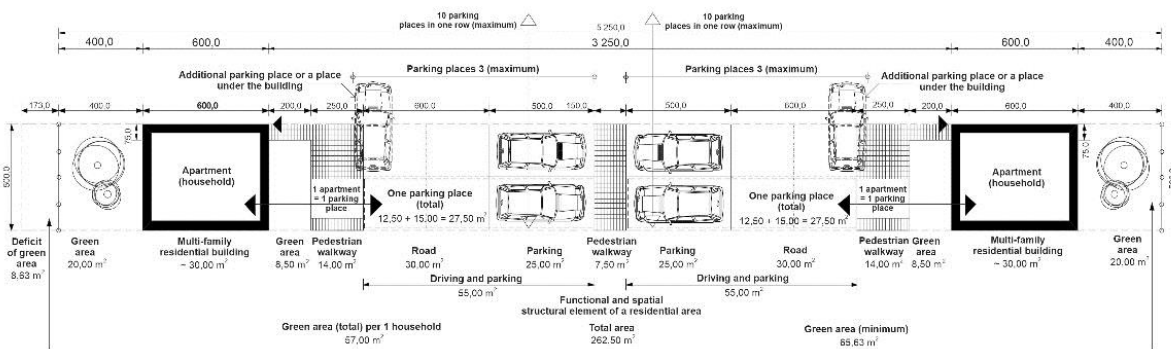 10 parking
places in one row (maximum)
10 parking
places in one row (maximum)
5 250,0
400,0
600,0
3 250,0
600,0
400,0
Additional parking place or a place
under the building
Parking places 3 (maximum)
Parking places 3 (maximum)
Additional parking place or a place
under the building
173,0
400,0
600,0
200,0
250,0
600,0
500,0
150,0
500,0
600,0
250,0
200,0
600,0
400,0
75,0
75,0
500,0
Apartment
(household)
1 apartment
= 1 parking
place
One parking place
(total)
12,50 + 15.00 = 27,50 m²
One parking place
(total)
12,50 + 15.00 = 27,50 m²
1 apartment
= 1 parking
place
Apartment
(household)
Deficit
of green
area
8,63 m²
Green
area
20,00 m²
Multi-family
residential building
~ 30,00 m²
Green
area
8,50 m²
Pedestrian
walkway
14,00 m²
Road
30,00 m²
Parking
25,00 m²
Pedestrian
walkway
7,50 m²
Parking
25,00 m²
Road
30,00 m²
Pedestrian
walkway
14,00 m²
Green
area
8,50 m²
Multi-family
residential building
~ 30,00 m²
Green
area
20,00 m²
Driving and parking
55,00 m²
Driving and parking
55,00 m²
Functional and spatial
structural element of a residential area
Green area (total) per 1 household
57,00 m²
Total area
262.50 m²
Green area (minimum)
65,63 m²